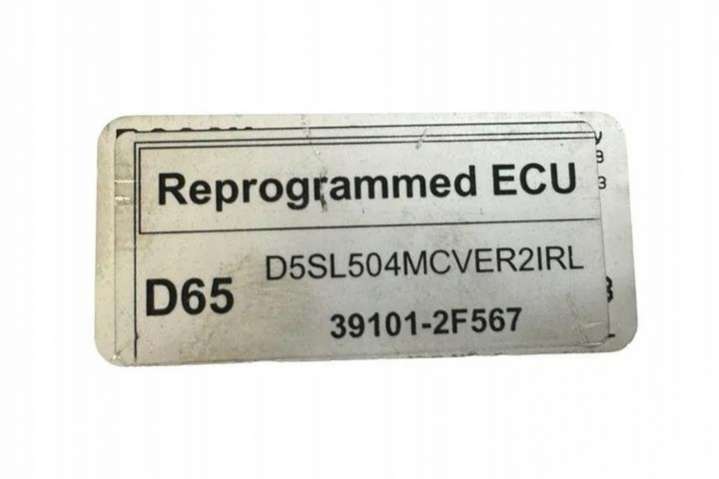 Reprogrammed ECU
D65
D5SL504MCVER2IRL
39101-2F567